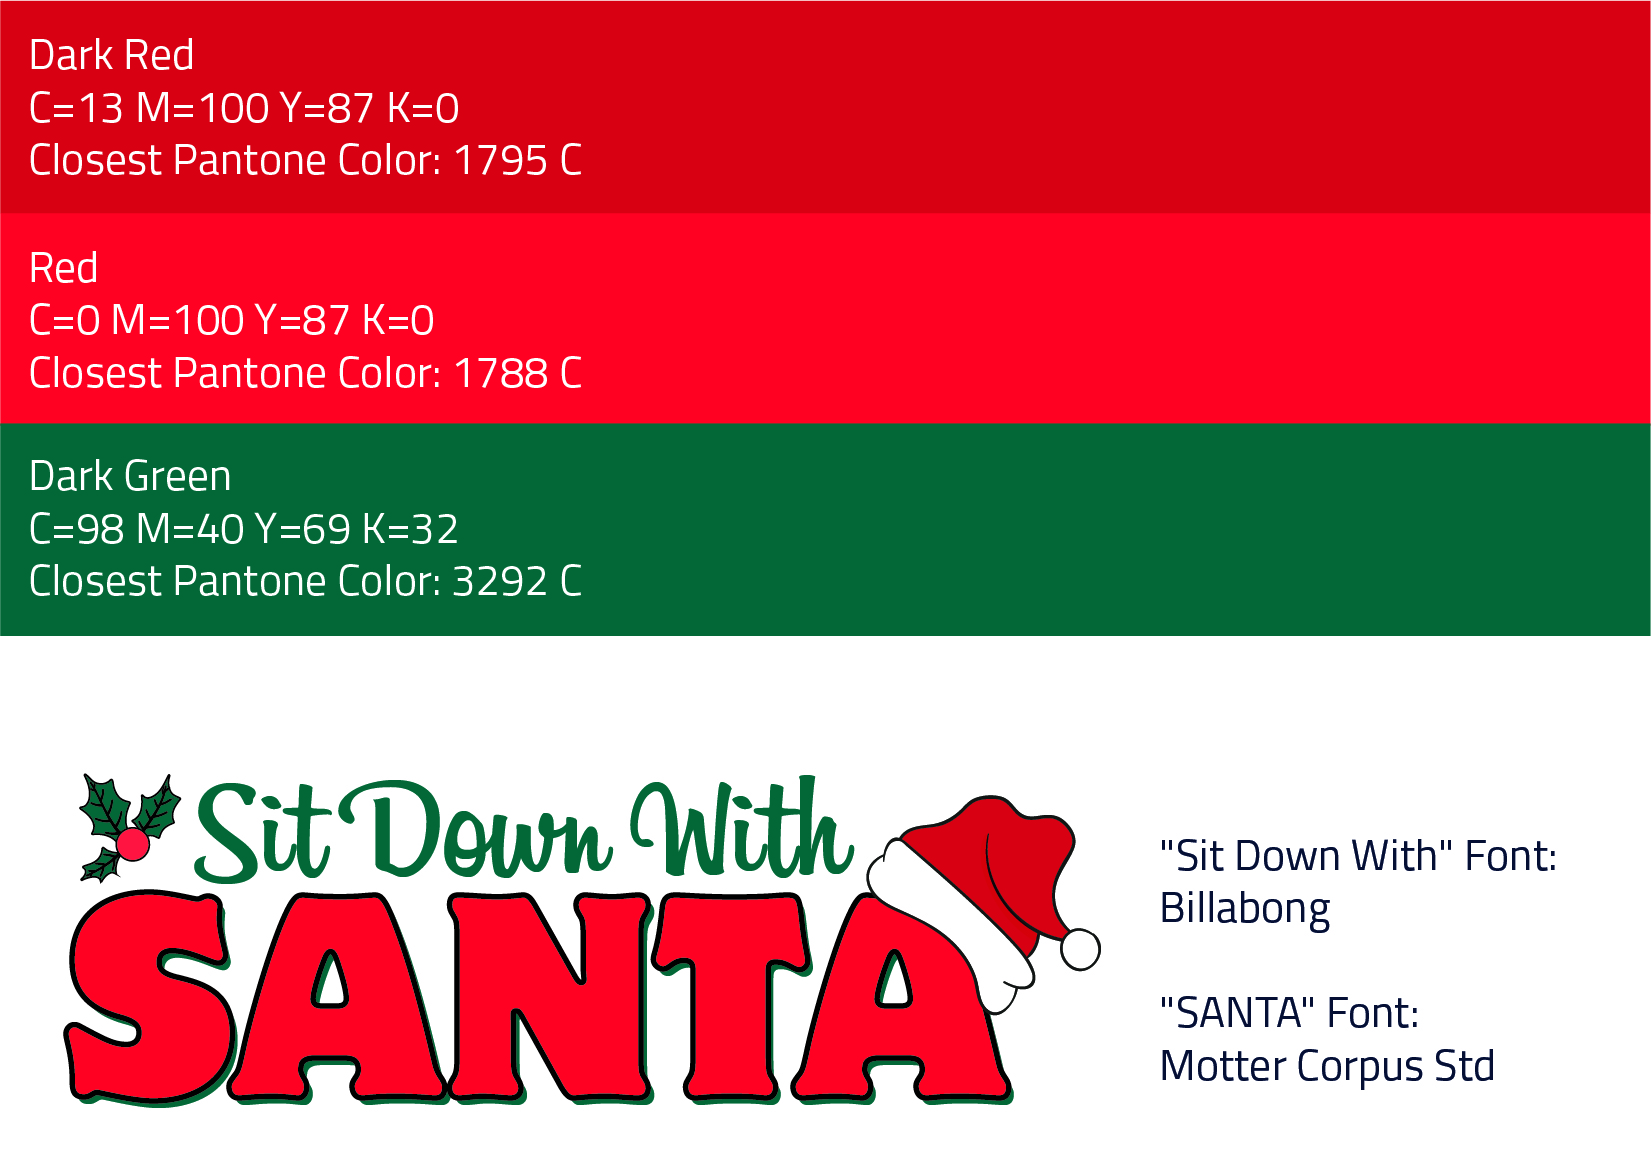 Dark Red
C=13 M=100 Y=87 K=0
Closest Pantone Color: 1795 C
Red
C=0 M=100 Y=87 K=0
Closest Pantone Color: 1788 C
Dark Green
C=98 M=40 Y=69 K=32
Closest Pantone Color: 3292 C
Sit Down With
SANTA
"Sit Down With" Font:
Billabong
"SANTA" Font:
Motter Corpus Std